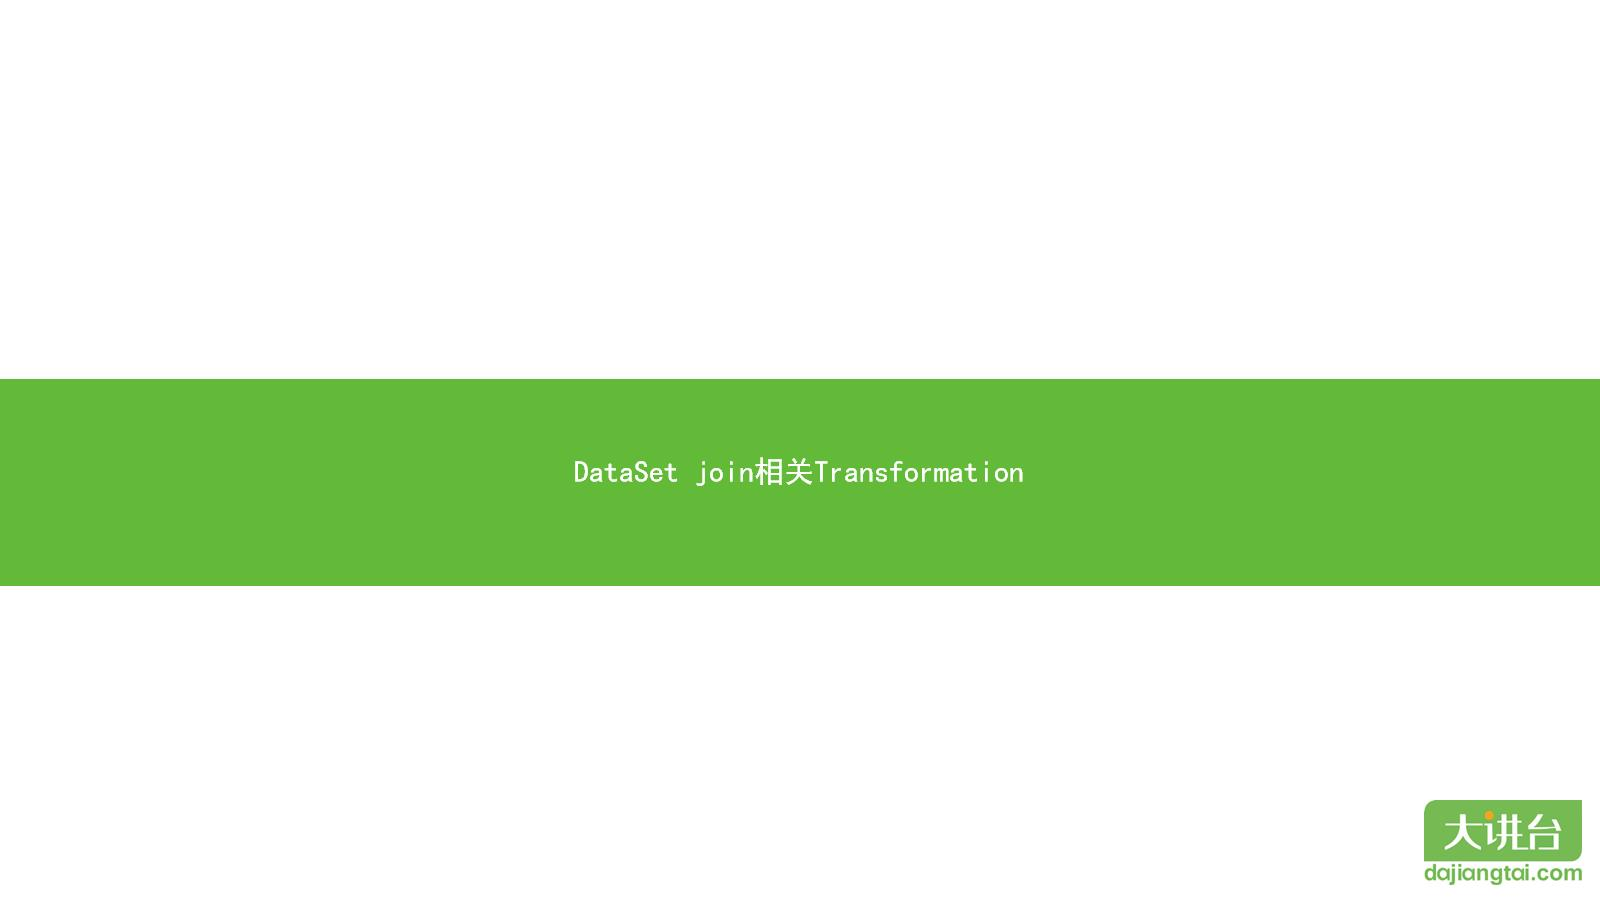 DataSet join相关Transformation
大讲台
dajiangtai.com